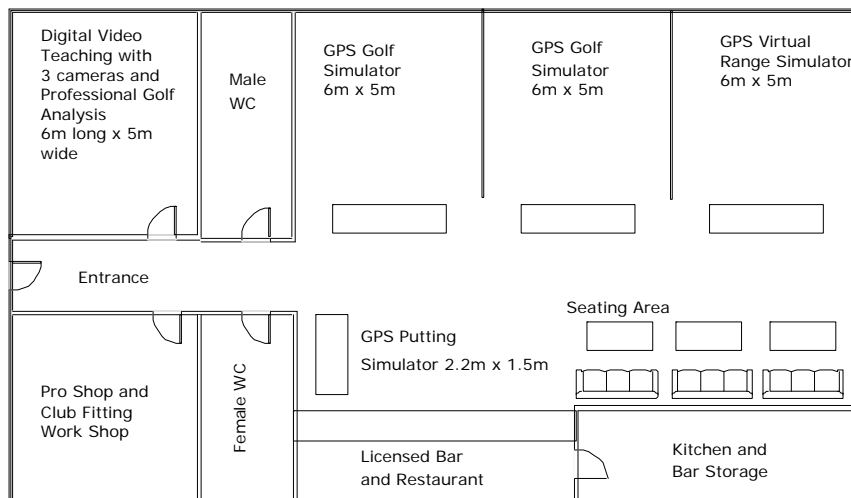 Digital Video
Teaching with
3 cameras and
Professional Golf
Analysis
6m long x 5m
wide
Male
WC
GPS Golf
Simulator
6m x 5m
GPS Golf
Simulator
6m x 5m
GPS Virtual
Range Simulator
6m x 5m
Entrance
Seating Area
GPS Putting
Simulator 2.2m x 1.5m
Pro Shop and
Club Fitting
Work Shop
Female WC
Licensed Bar
and Restaurant
Kitchen and
Bar Storage